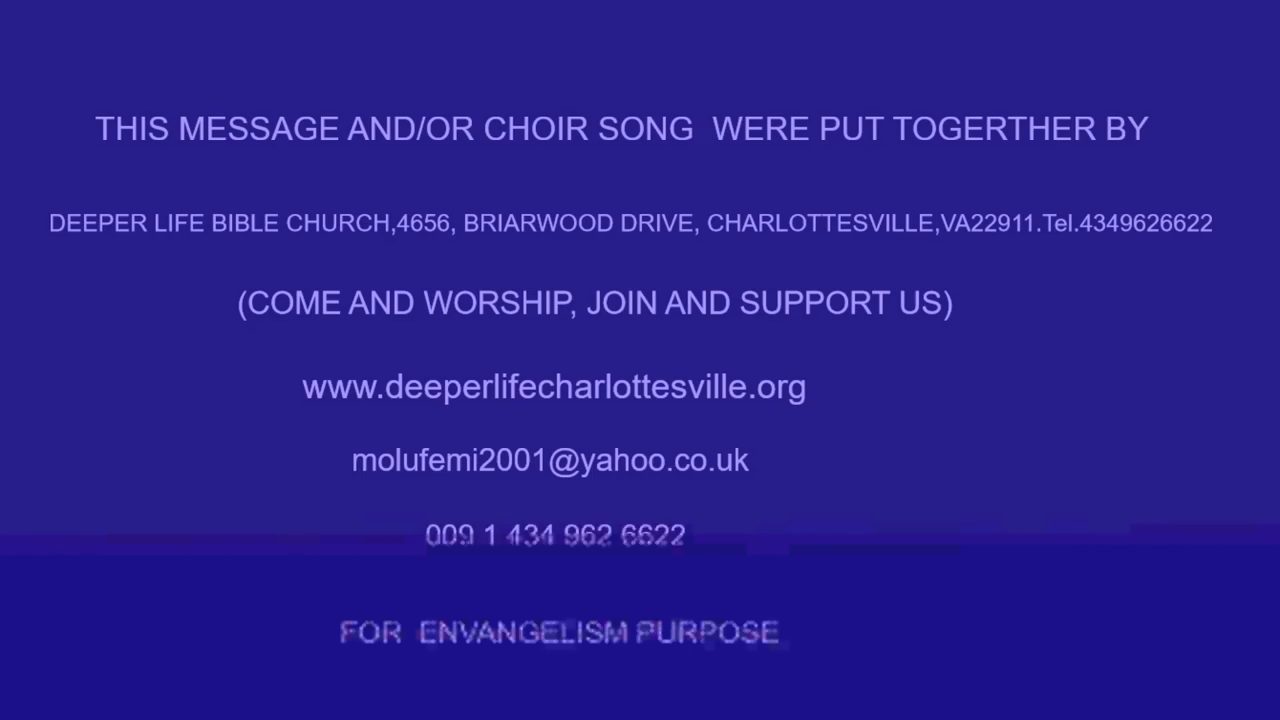 THIS MESSAGE AND/OR CHOIR SONG  WERE PUT TOGERTHER BY
DEEPER LIFE BIBLE CHURCH,4656, BRIARWOOD DRIVE, CHARLOTTESVILLE,VA22911.Tel.4349626622
(COME AND WORSHIP, JOIN AND SUPPORT US)
www.deeperlifecharlottesville.org
molufemi2001@yahoo.co.uk
009 1 434 962 6622
FOR  ENVANGELISM PURPOSE